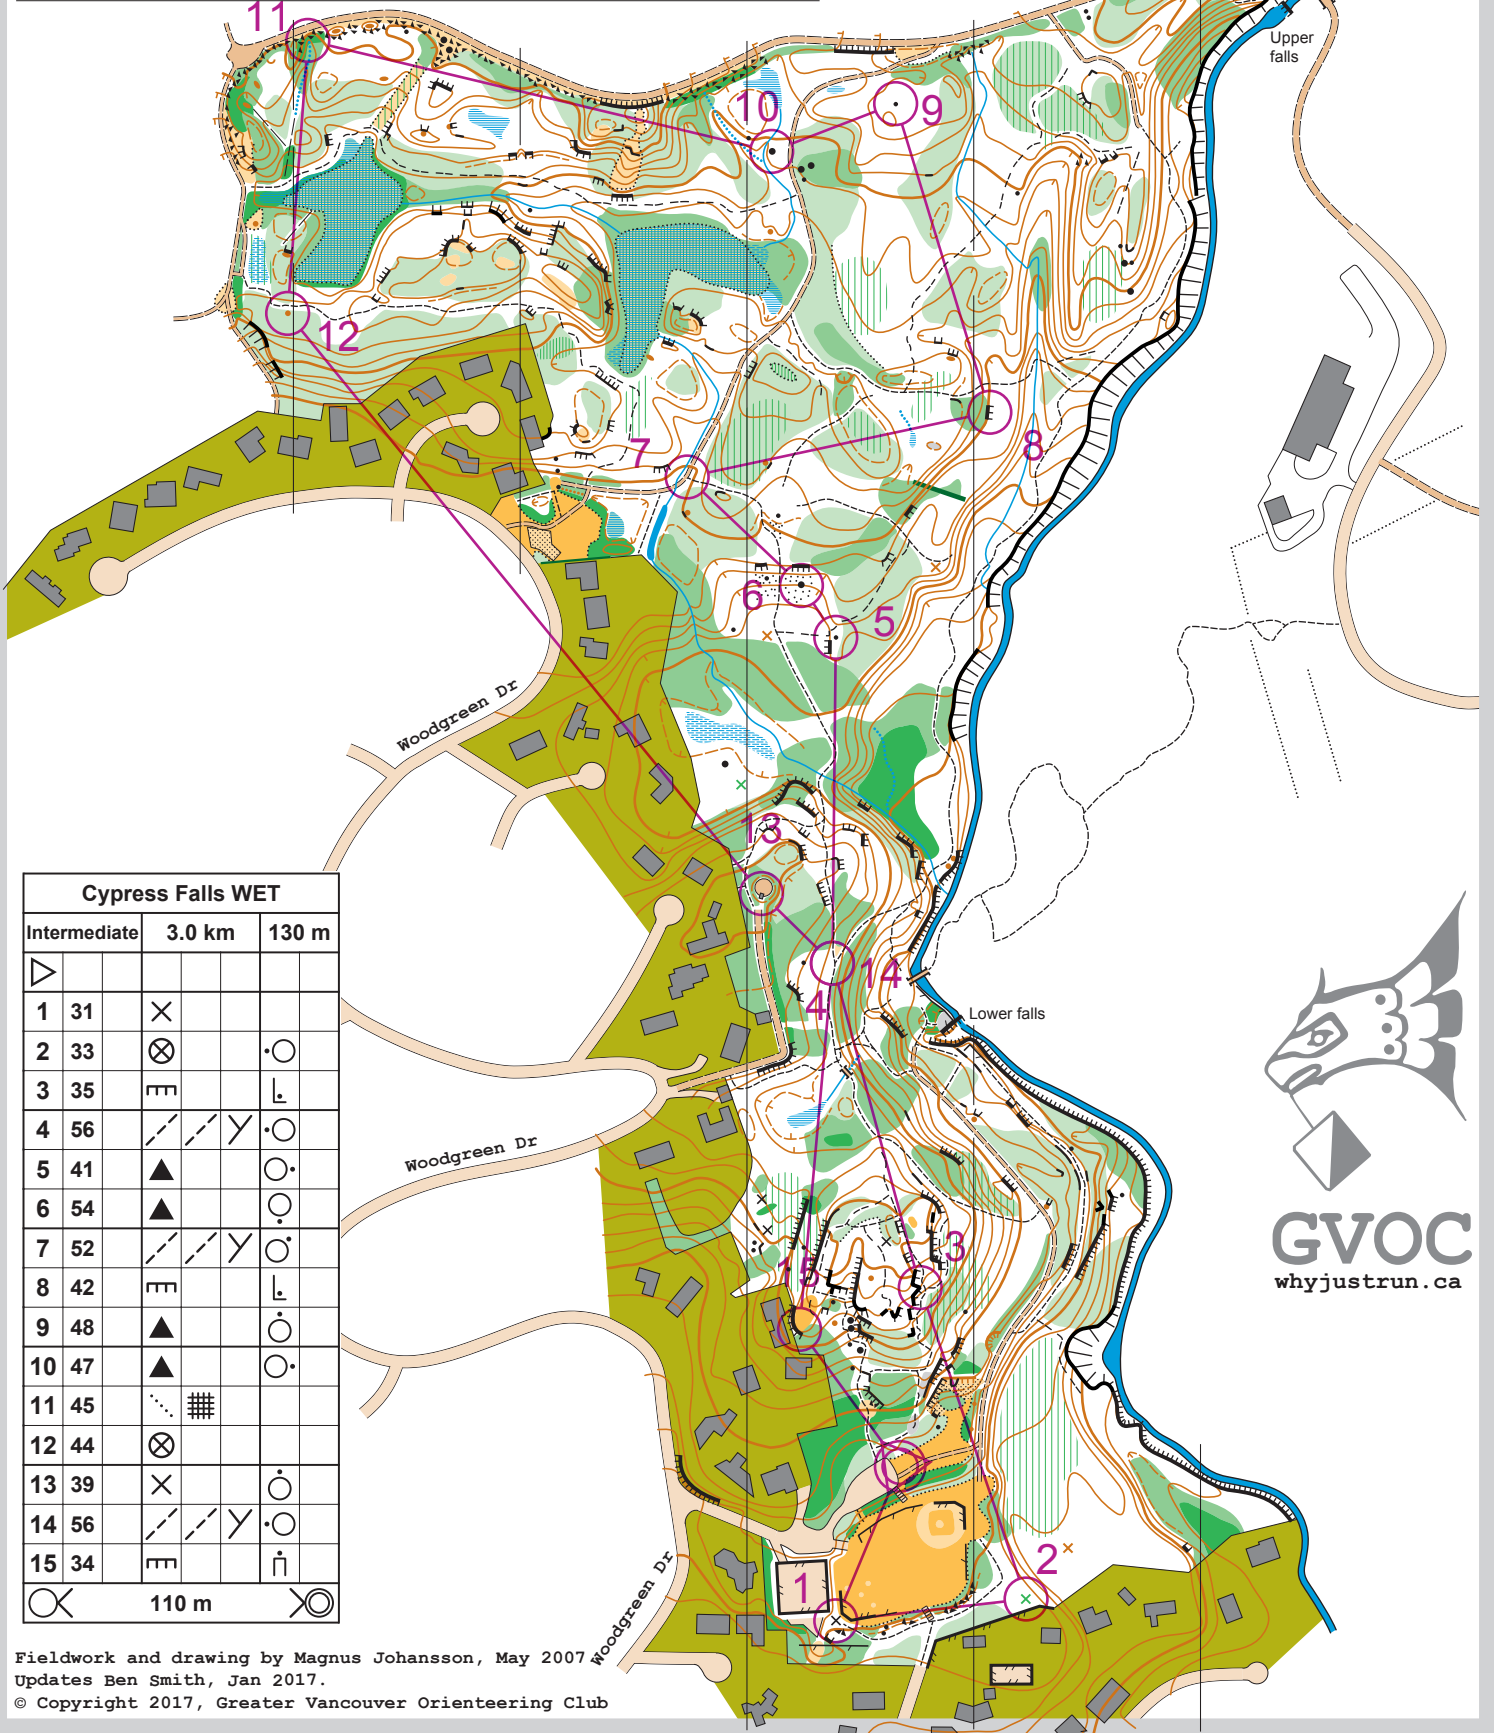 11
Upper
falls
10
9
12
7
8
6
5
Woodgreen Dr
13
14
4
Lower falls
Woodgreen Dr
3
15
2
1
Woodgreen Dr
Cypress Falls WET
Intermediate 3.0 km 130 m
1 31
2 33
3 35
4 56
5 41
6 54
7 52
8 42
9 48
10 47
11 45
12 44
13 39
14 56
15 34
110 m
GVOC
whyjustrun.ca
Fieldwork and drawing by Magnus Johansson, May 2007.
Updates Ben Smith, Jan 2017.
© Copyright 2017, Greater Vancouver Orienteering Club